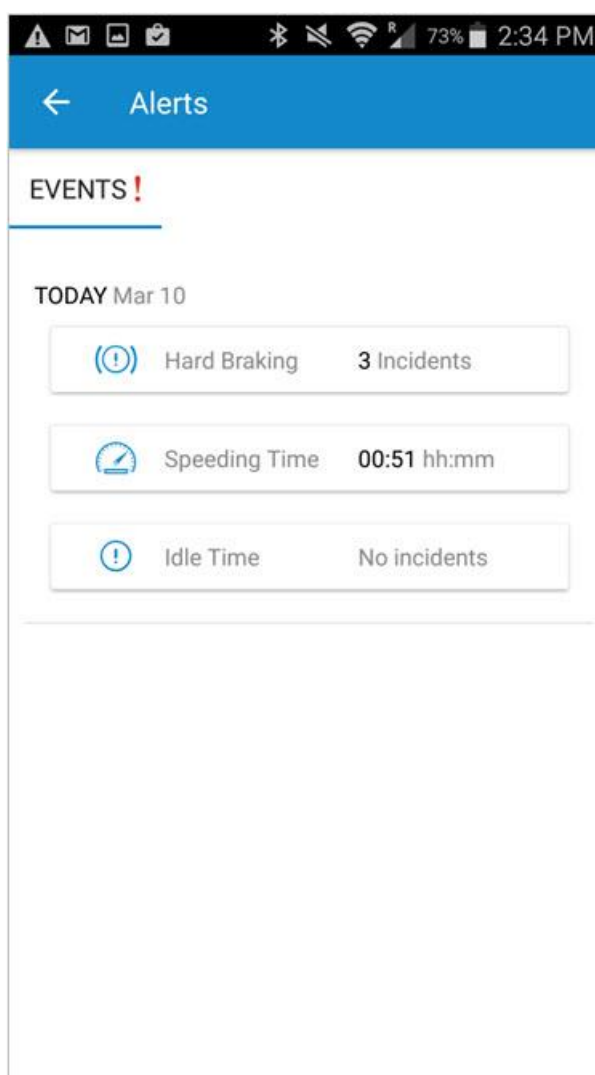 R 73% 2:34 PM
Alerts
EVENTS!
TODAY Mar 10
Hard Braking 3 Incidents
Speeding Time 00:51 hh:mm
Idle Time No incidents